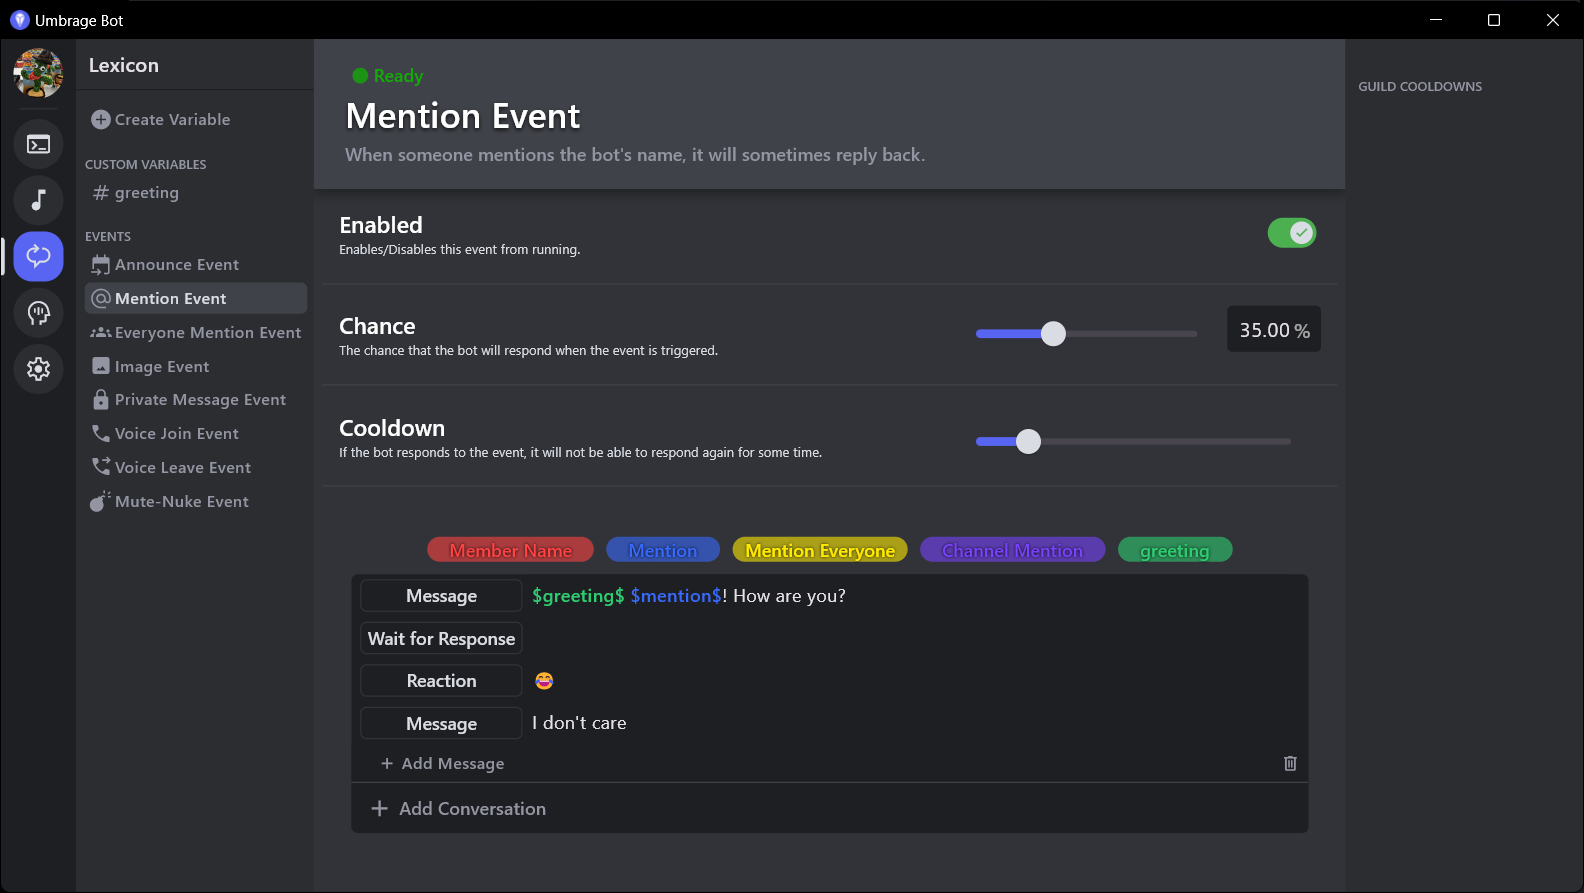 Umbrage Bot
Lexicon
Create Variable
CUSTOM VARIABLES
greeting
EVENTS
Announce Event
Mention Event
Everyone Mention Event
Image Event
Private Message Event
Voice Join Event
Voice Leave Event
Mute-Nuke Event
Ready
Mention Event
When someone mentions the bot's name, it will sometimes reply back.
Enabled
Enables/Disables this event from running.
Chance
The chance that the bot will respond when the event is triggered.
35.00 %
Cooldown
If the bot responds to the event, it will not be able to respond again for some time.
Member Name Mention Mention Everyone Channel Mention greeting
Message $greeting$ $mention$! How are you?
Wait for Response
Reaction 😂
Message I don't care
+ Add Message
+ Add Conversation
GUILD COOLDOWNS